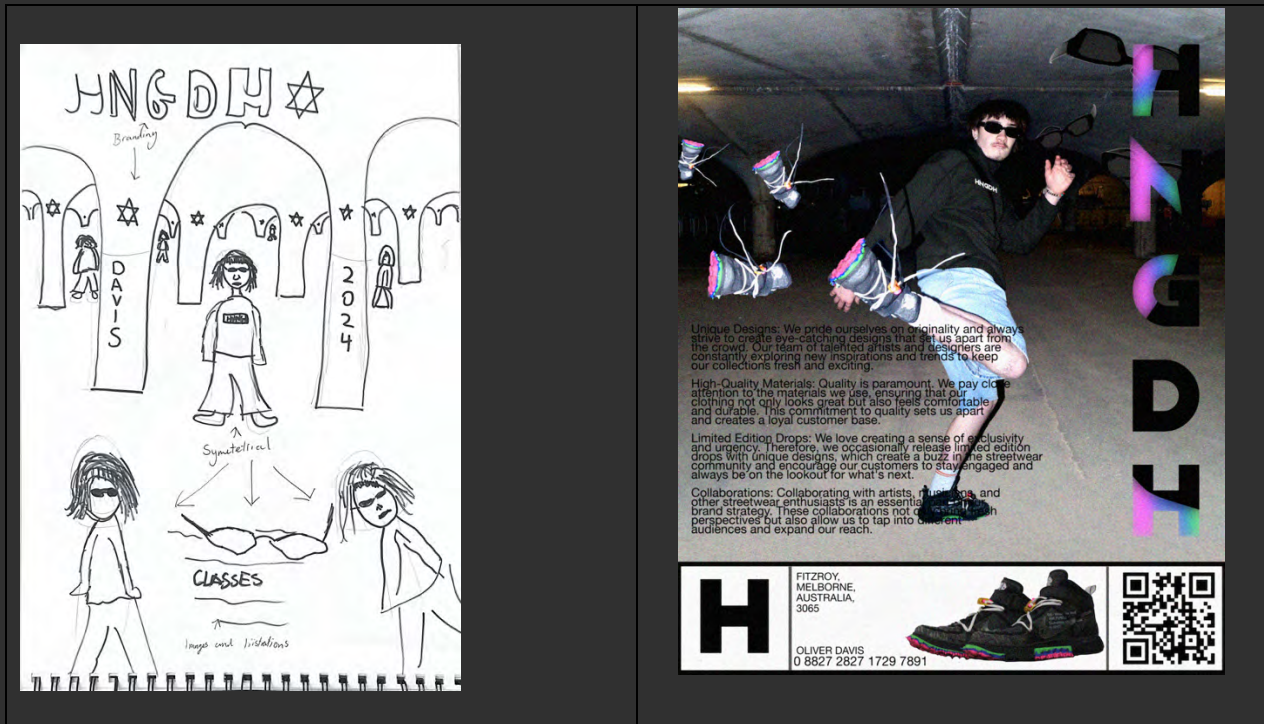 HNGDH
Branding
DAVIS
2024
HNGDH
Symetetrical
GLASSES
Images and
HNGDH
HNGDH
Unique Designs: We pride ourselves on originality and always
strive to create eye-catching designs that set us apart from
the crowd. Our team of talented artists and designers are
constantly exploring new inspirations and trends to keep
our collections fresh and exciting.
High-Quality Materials: Quality is paramount. We pay close
attention to the materials we use, ensuring that our
clothing not only looks great but also feels comfortable
and durable. This commitment to quality sets us apart
and creates a loyal customer base.
Limited Edition Drops: We love creating a sense of exclusivity
and urgency. Therefore, we occasionally release limited edition
drops with unique designs, which create a buzz in the streetwear
community and encourage our customers to stay engaged and
always be on the lookout for what's next.
Collaborations: Collaborating with artists, musicians, and
other streetwear enthusiasts is an essential
brand strategy. These collaborations not
perspectives but also allow us to tap into different
audiences and expand our reach.
H
FITZROY,
MELBORNE,
AUSTRALIA,
3065
OLIVER DAVIS
0 8827 2827 1729 7891